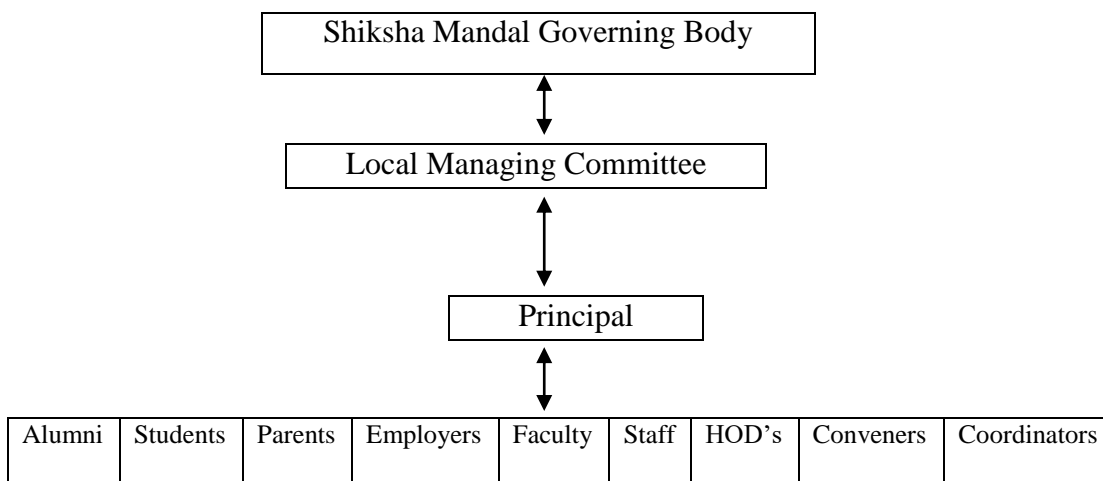 Shiksha Mandal Governing Body
Local Managing Committee
Principal
Alumni Students Parents Employers Faculty Staff HOD's Conveners Coordinators